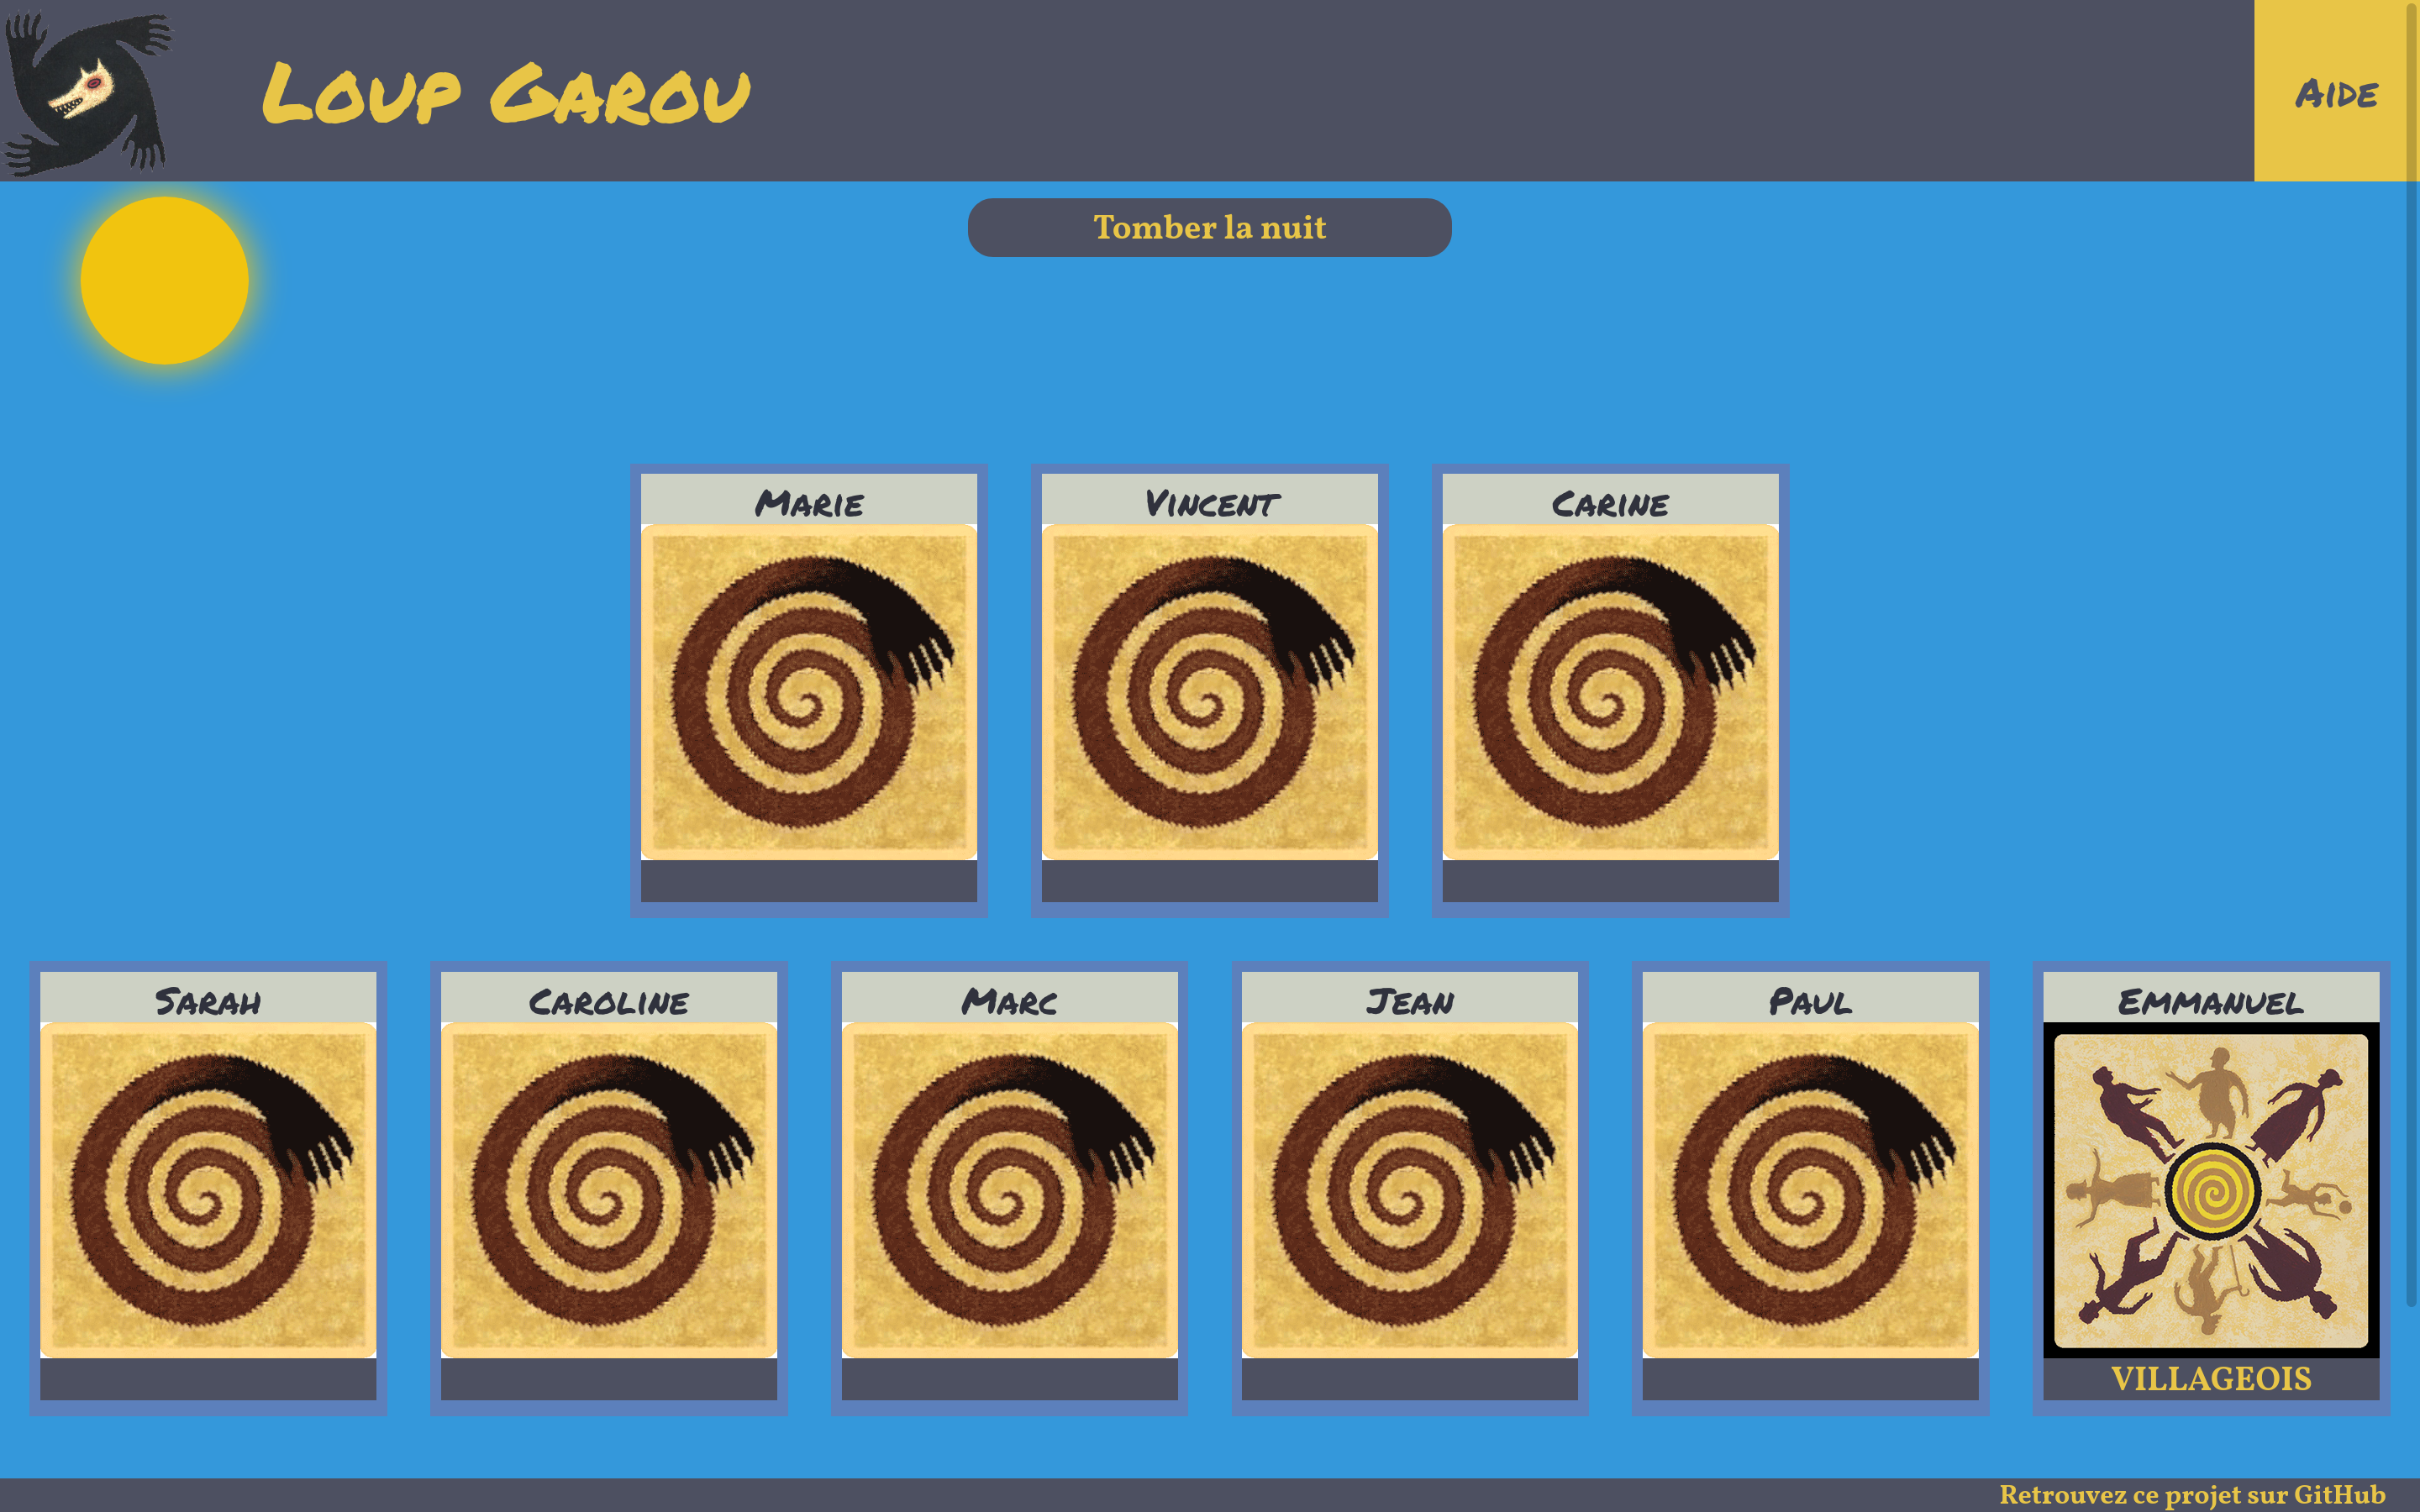 Loup Garou
Aide
Tomber la nuit
Marie
Vincent
Carine
Sarah
Caroline
Marc
Jean
Paul
Emmanuel
VILLAGEOIS
Retrouvez ce projet sur GitHub